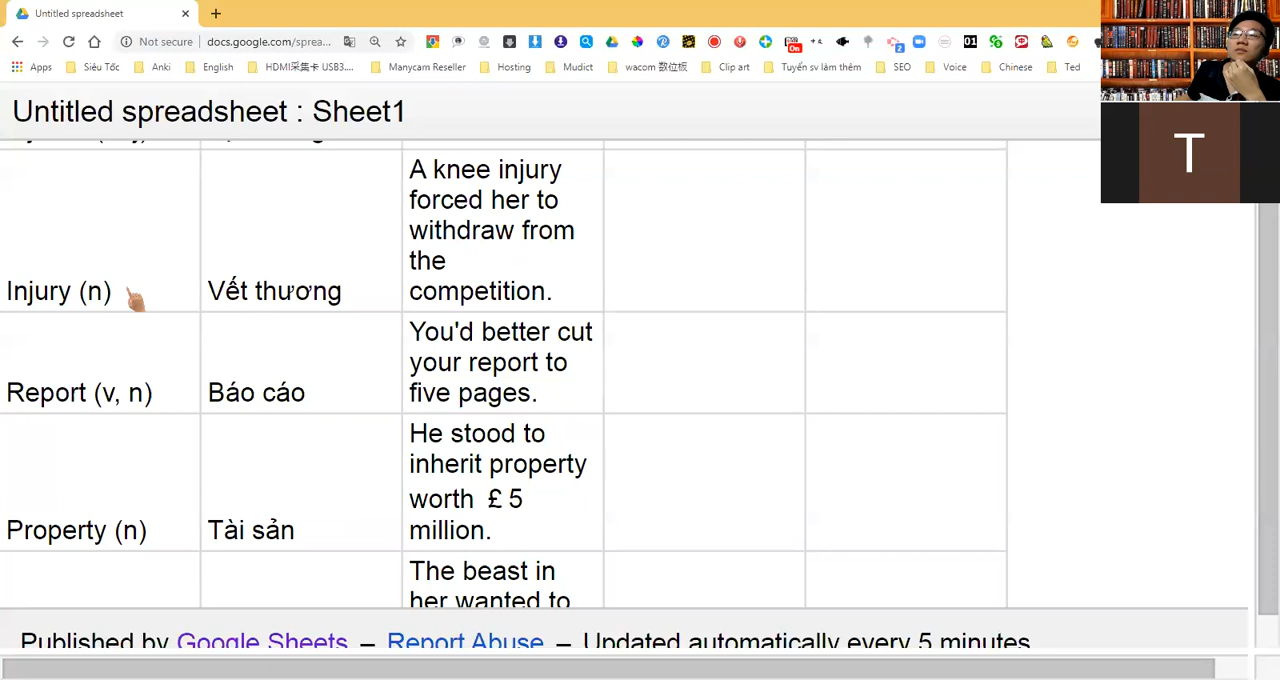 Untitled spreadsheet
Not secure docs.google.com/sprea...
Apps Siêu Tốc Anki English HDMI采集卡 USB3.... Manycam Reseller Hosting Mudict wacom 数位板 Clip art Tuyển sv làm thêm SEO Voice Chinese Ted
Untitled spreadsheet : Sheet1
A knee injury
forced her to
withdraw from
the
Injury (n) Vết thương competition.
You'd better cut
your report to
Report (v, n) Báo cáo five pages.
He stood to
inherit property
worth £ 5
Property (n) Tài sản million.
The beast in
her wanted to
Published by Google Sheets – Report Abuse – Updated automatically every 5 minutes
T